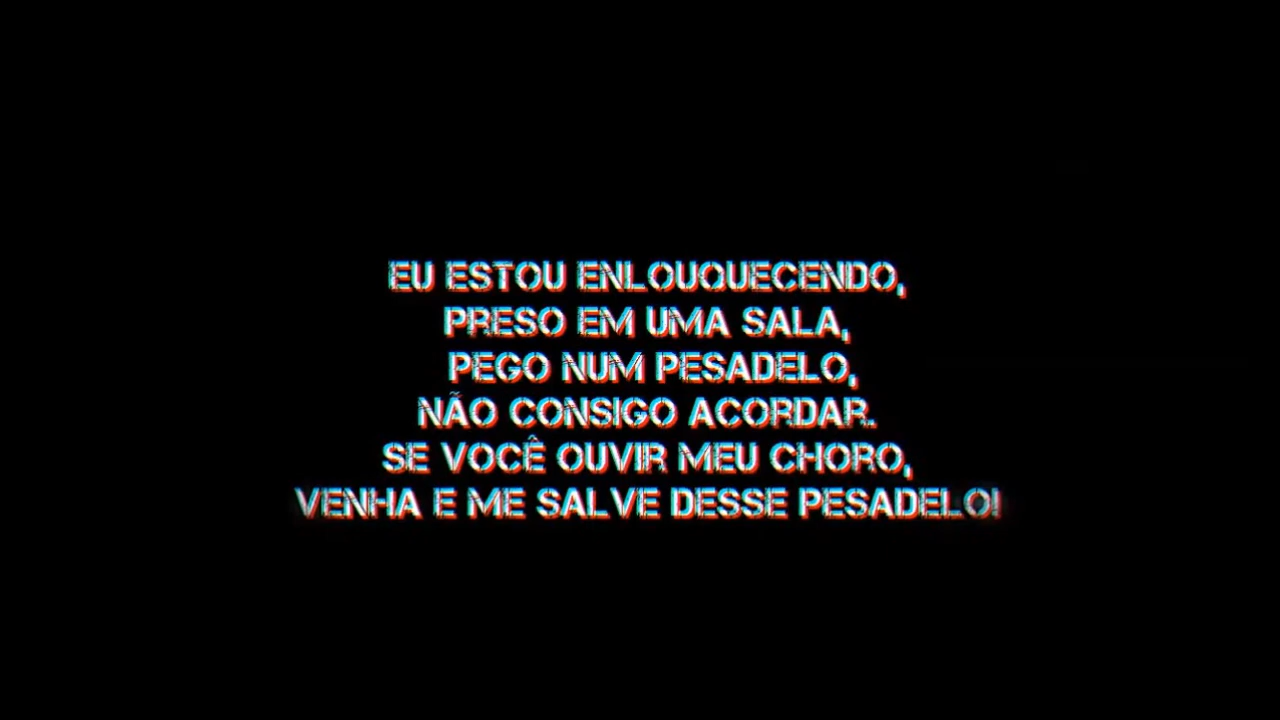 EU ESTOU ENLOUQUECENDO,
PRESO EM UMA SALA,
PEGO NUM PESADELO,
NÃO CONSIGO ACORDAR.
SE VOCÊ OUVIR MEU CHORO,
VENHA E ME SALVE DESSE PESADELO!